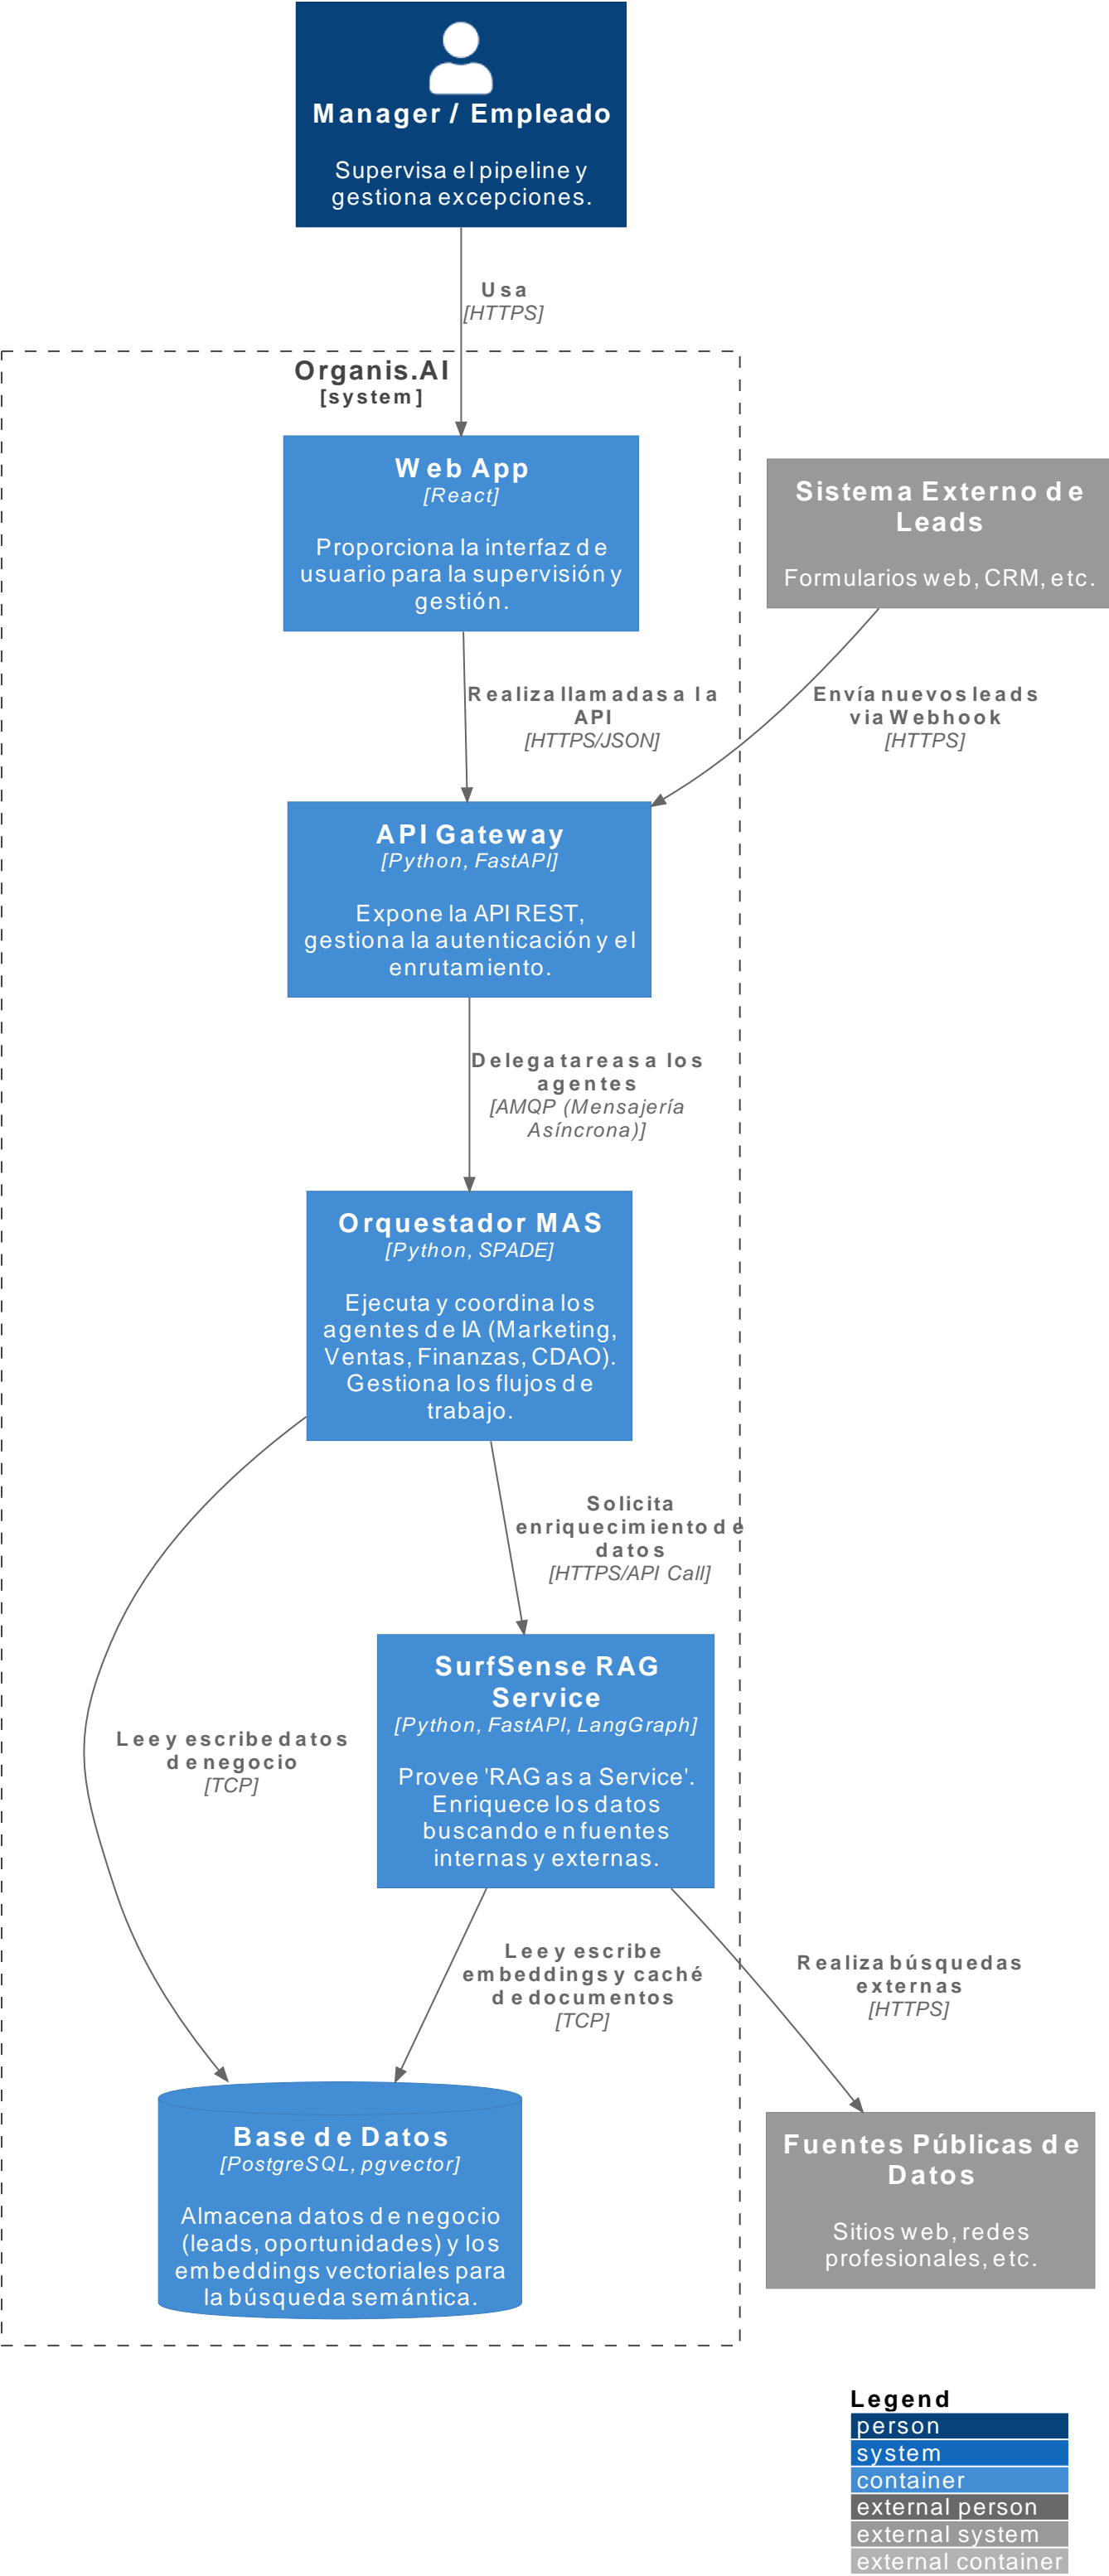 Manager / Empleado
Supervisa el pipeline y
gestiona excepciones.
Usa
[HTTPS]
Organis.AI
[system]
Web App
[React]
Proporciona la interfaz de
usuario para la supervisión y
gestión.
Sistema Externo de
Leads
Formularios web, CRM, etc.
Realiza llamadas a la
API
[HTTPS/JSON]
Envía nuevos leads
via Webhook
[HTTPS]
API Gateway
[Python, FastAPI]
Expone la API REST,
gestiona la autenticación y el
enrutamiento.
Delega tareas a los
agentes
[AMQP (Mensajería
Asíncrona)]
Orquestador MAS
[Python, SPADE]
Ejecuta y coordina los
agentes de IA (Marketing,
Ventas, Finanzas, CDAO).
Gestiona los flujos de
trabajo.
Solicita
enriquecimiento de
datos
[HTTPS/API Call]
SurfSense RAG
Service
[Python, FastAPI, LangGraph]
Provee 'RAG as a Service'.
Enriquece los datos
buscando en fuentes
internas y externas.
Lee y escribe datos
de negocio
[TCP]
Lee y escribe
embeddings y caché
de documentos
[TCP]
Realiza búsquedas
externas
[HTTPS]
Base de Datos
[PostgreSQL, pgvector]
Almacena datos de negocio
(leads, oportunidades) y los
embeddings vectoriales para
la búsqueda semántica.
Fuentes Públicas de
Datos
Sitios web, redes
profesionales, etc.
Legend
person
system
container
external person
external system
external container